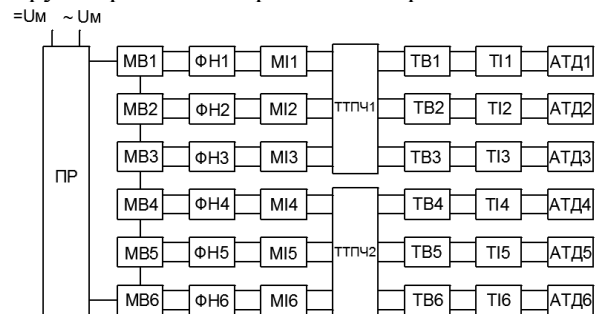 =Uм ~ Uм
МВ1 ФН1 МІ1 ТВ1 ТІ1 АТД1
МВ2 ФН2 МІ2 ТТПЧ1 ТВ2 ТІ2 АТД2
МВ3 ФН3 МІ3 ТВ3 ТІ3 АТД3
ПР
МВ4 ФН4 МІ4 ТВ4 ТІ4 АТД4
МВ5 ФН5 МІ5 ТТПЧ2 ТВ5 ТІ5 АТД5
МВ6 ФН6 МІ6 ТВ6 ТІ6 АТД6